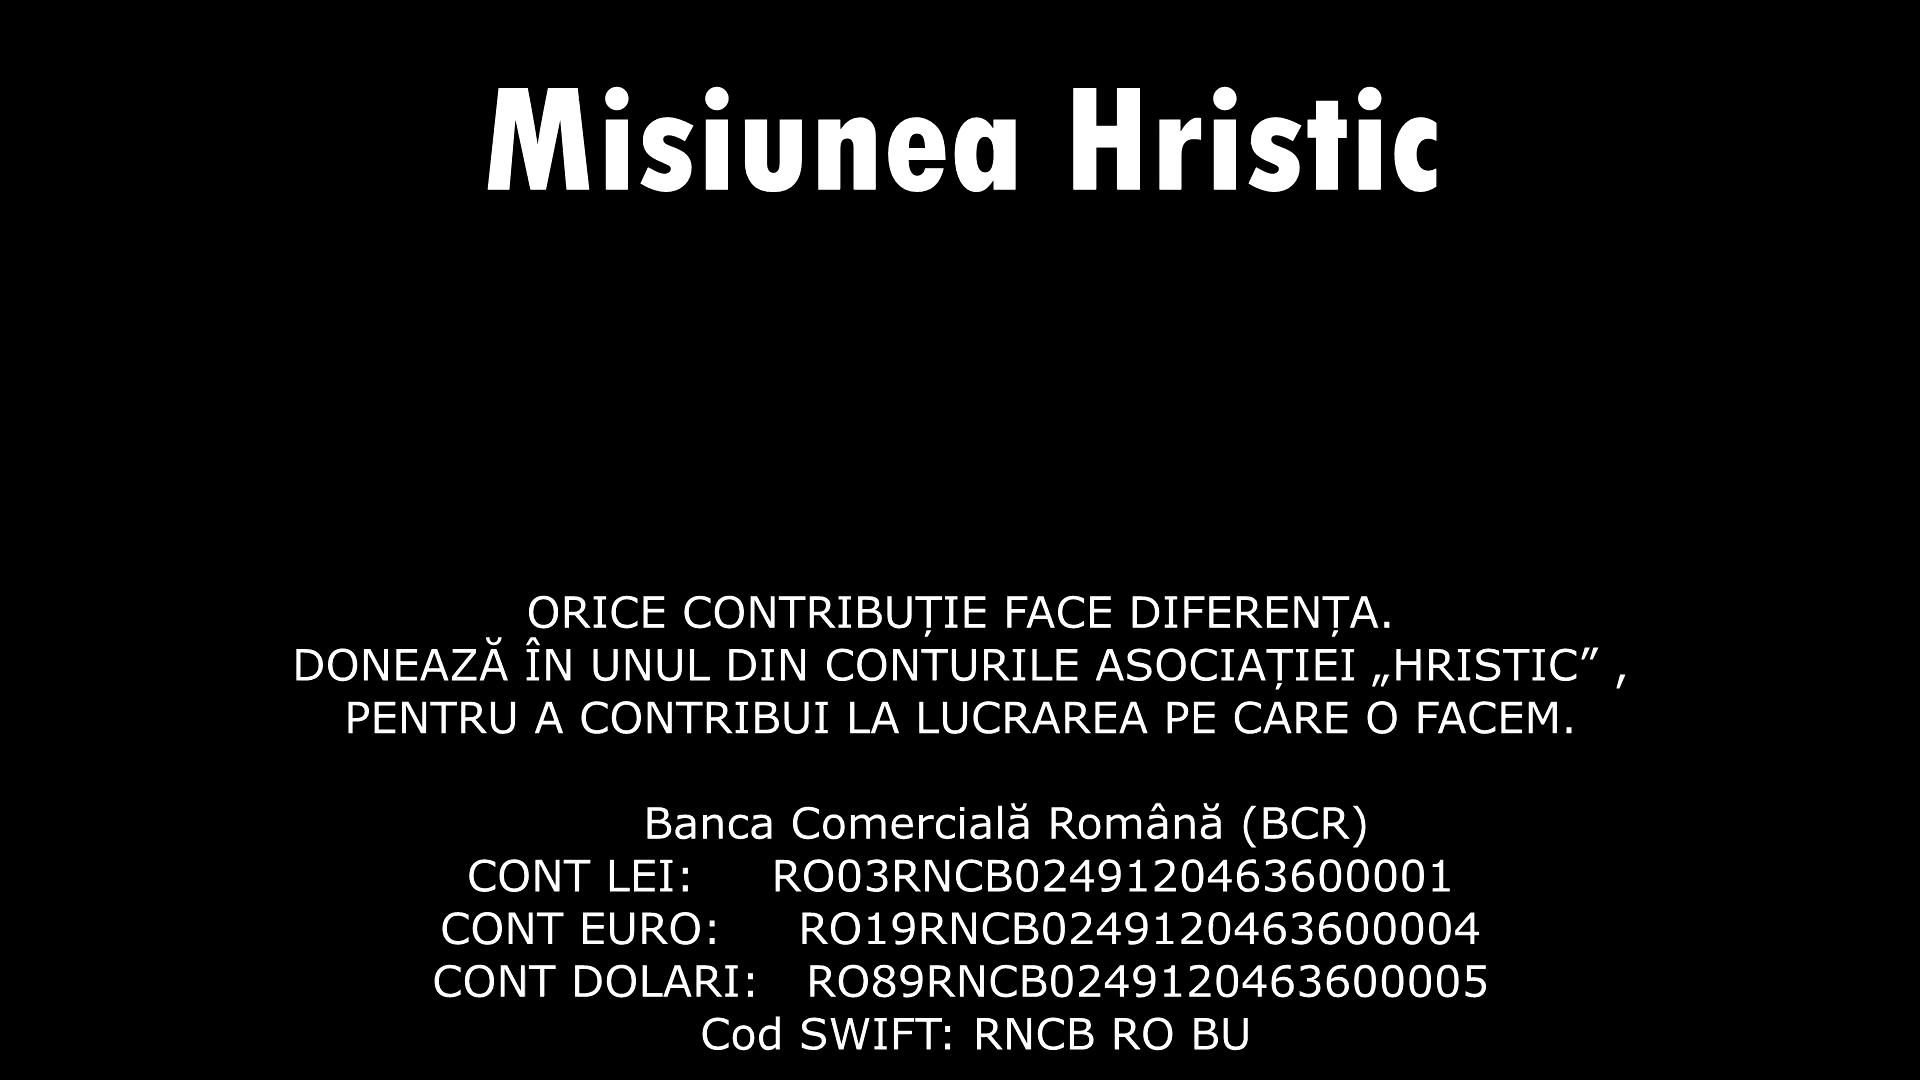 Misiunea Hristic
ORICE CONTRIBUȚIE FACE DIFERENȚA.
DONEAZĂ ÎN UNUL DIN CONTURILE ASOCIAȚIEI „HRISTIC” ,
PENTRU A CONTRIBUI LA LUCRAREA PE CARE O FACEM.
Banca Comercială Română (BCR)
CONT LEI: RO03RNCB0249120463600001
CONT EURO: RO19RNCB0249120463600004
CONT DOLARI: RO89RNCB0249120463600005
Cod SWIFT: RNCB RO BU